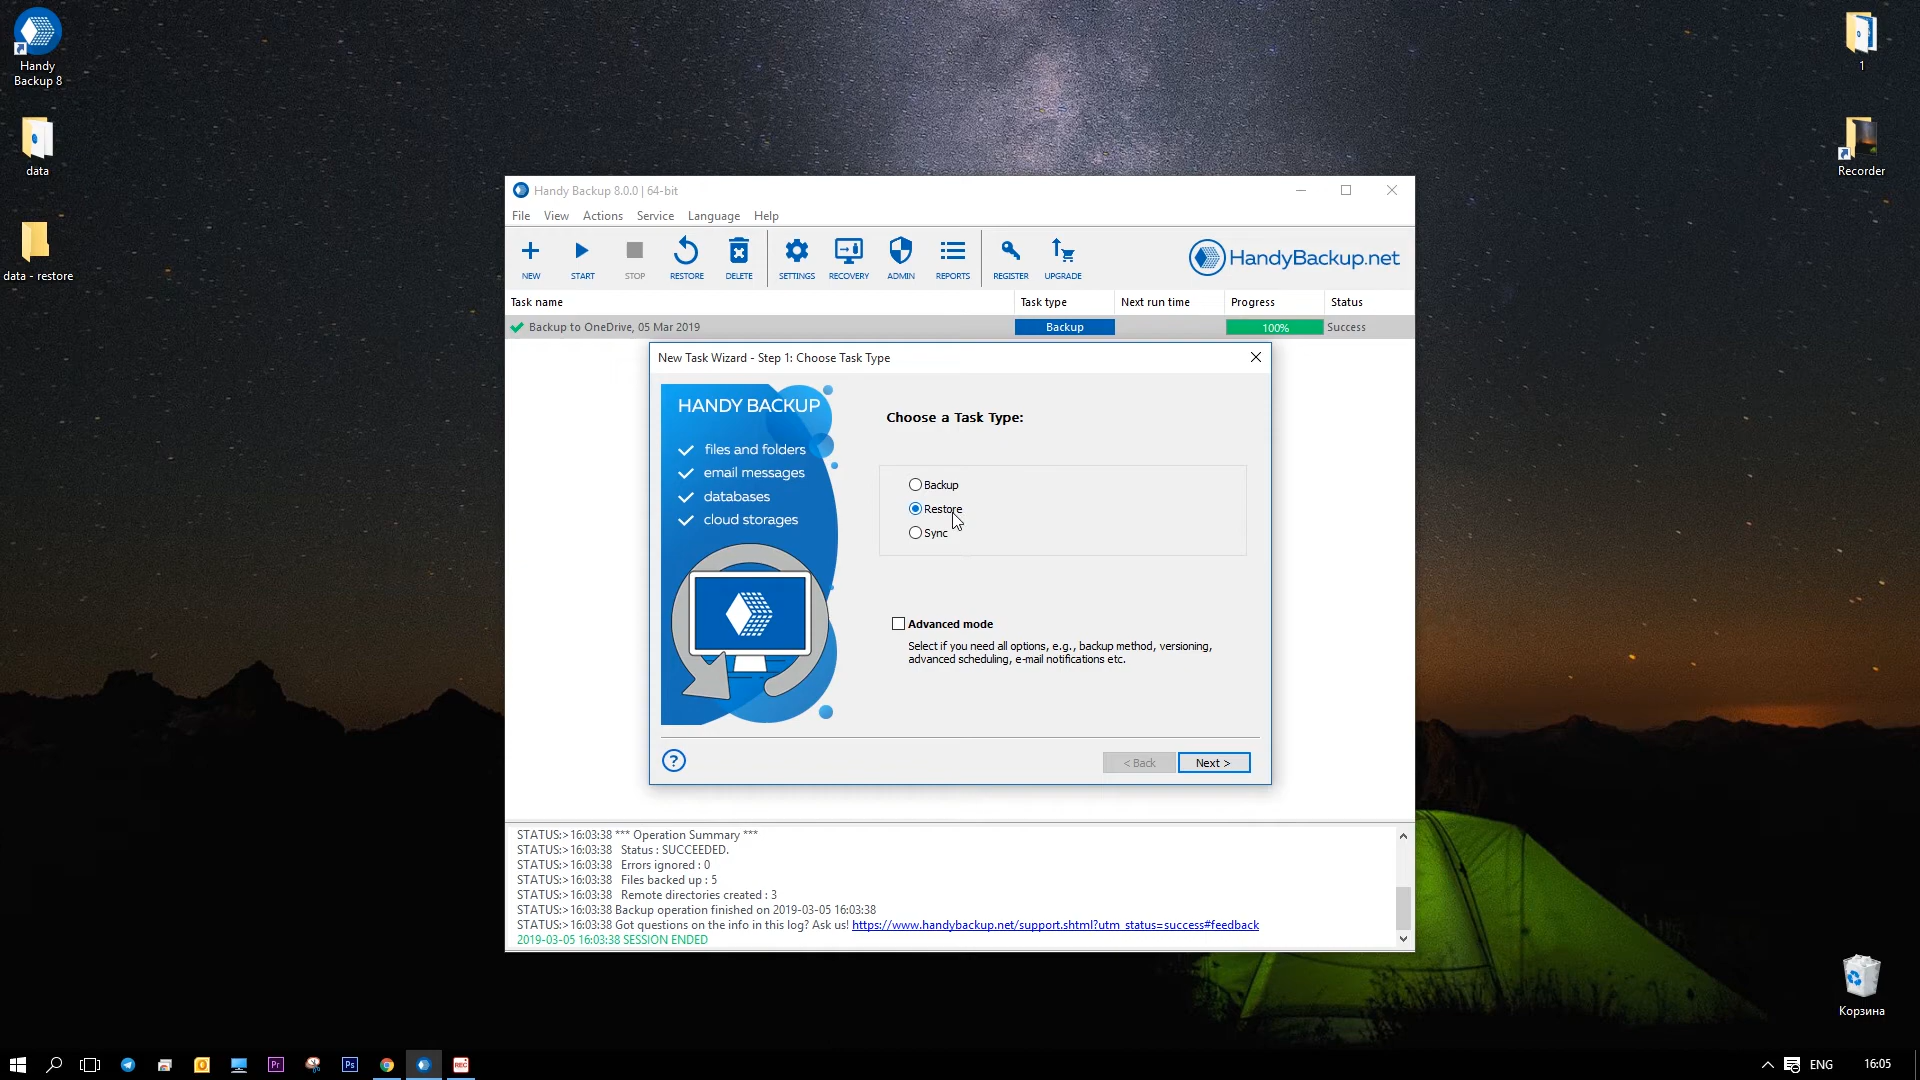 Handy
Backup 8
data
data - restore
1
Recorder
Корзина
Handy Backup 8.0.0 | 64-bit
File View Actions Service Language Help
NEW START STOP RESTORE DELETE SETTINGS RECOVERY ADMIN REPORTS REGISTER UPGRADE
HandyBackup.net
Task name Task type Next run time Progress Status
Backup to OneDrive, 05 Mar 2019 Backup 100% Success
New Task Wizard - Step 1: Choose Task Type
HANDY BACKUP
files and folders
email messages
databases
cloud storages
Choose a Task Type:
Backup
Restore
Sync
Advanced mode
Select if you need all options, e.g., backup method, versioning,
advanced scheduling, e-mail notifications etc.
?
< Back Next >
STATUS:> 16:03:38 *** Operation Summary ***
STATUS:> 16:03:38 Status : SUCCEEDED.
STATUS:> 16:03:38 Errors ignored : 0
STATUS:> 16:03:38 Files backed up : 5
STATUS:> 16:03:38 Remote directories created : 3
STATUS:> 16:03:38 Backup operation finished on 2019-03-05 16:03:38
STATUS:> 16:03:38 Got questions on the info in this log? Ask us! https://www.handybackup.net/support.shtml?utm_status=success#feedback
2019-03-05 16:03:38 SESSION ENDED
Pr Ps REC
ENG 16:05